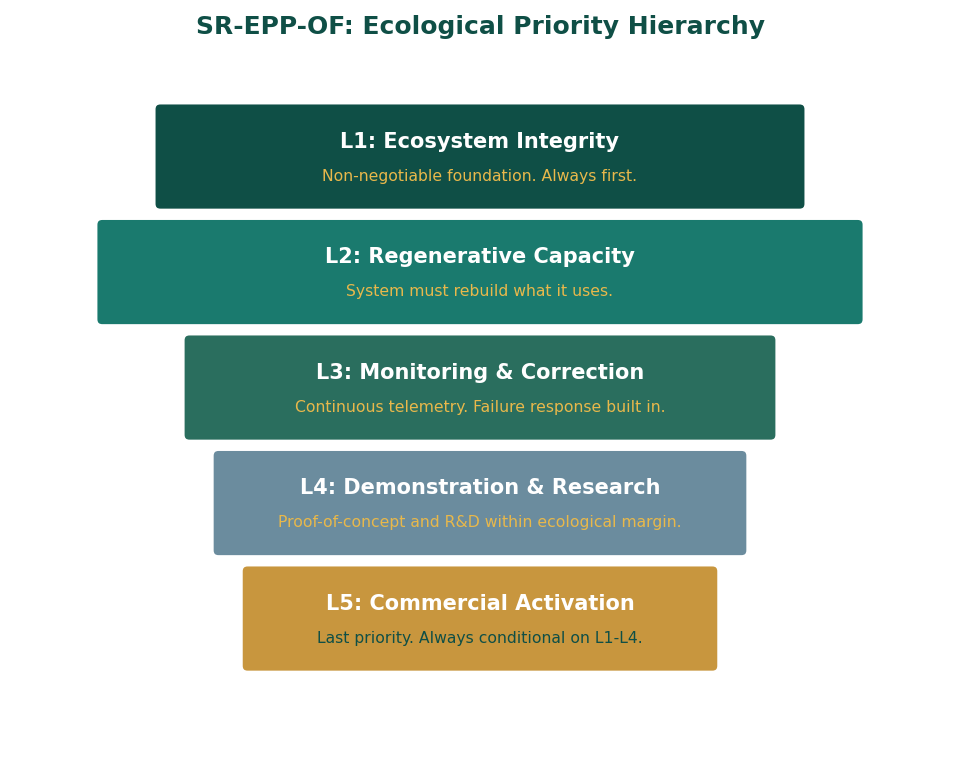 SR-EPP-OF: Ecological Priority Hierarchy
L1: Ecosystem Integrity
Non-negotiable foundation. Always first.
L2: Regenerative Capacity
System must rebuild what it uses.
L3: Monitoring & Correction
Continuous telemetry. Failure response built in.
L4: Demonstration & Research
Proof-of-concept and R&D within ecological margin.
L5: Commercial Activation
Last priority. Always conditional on L1-L4.